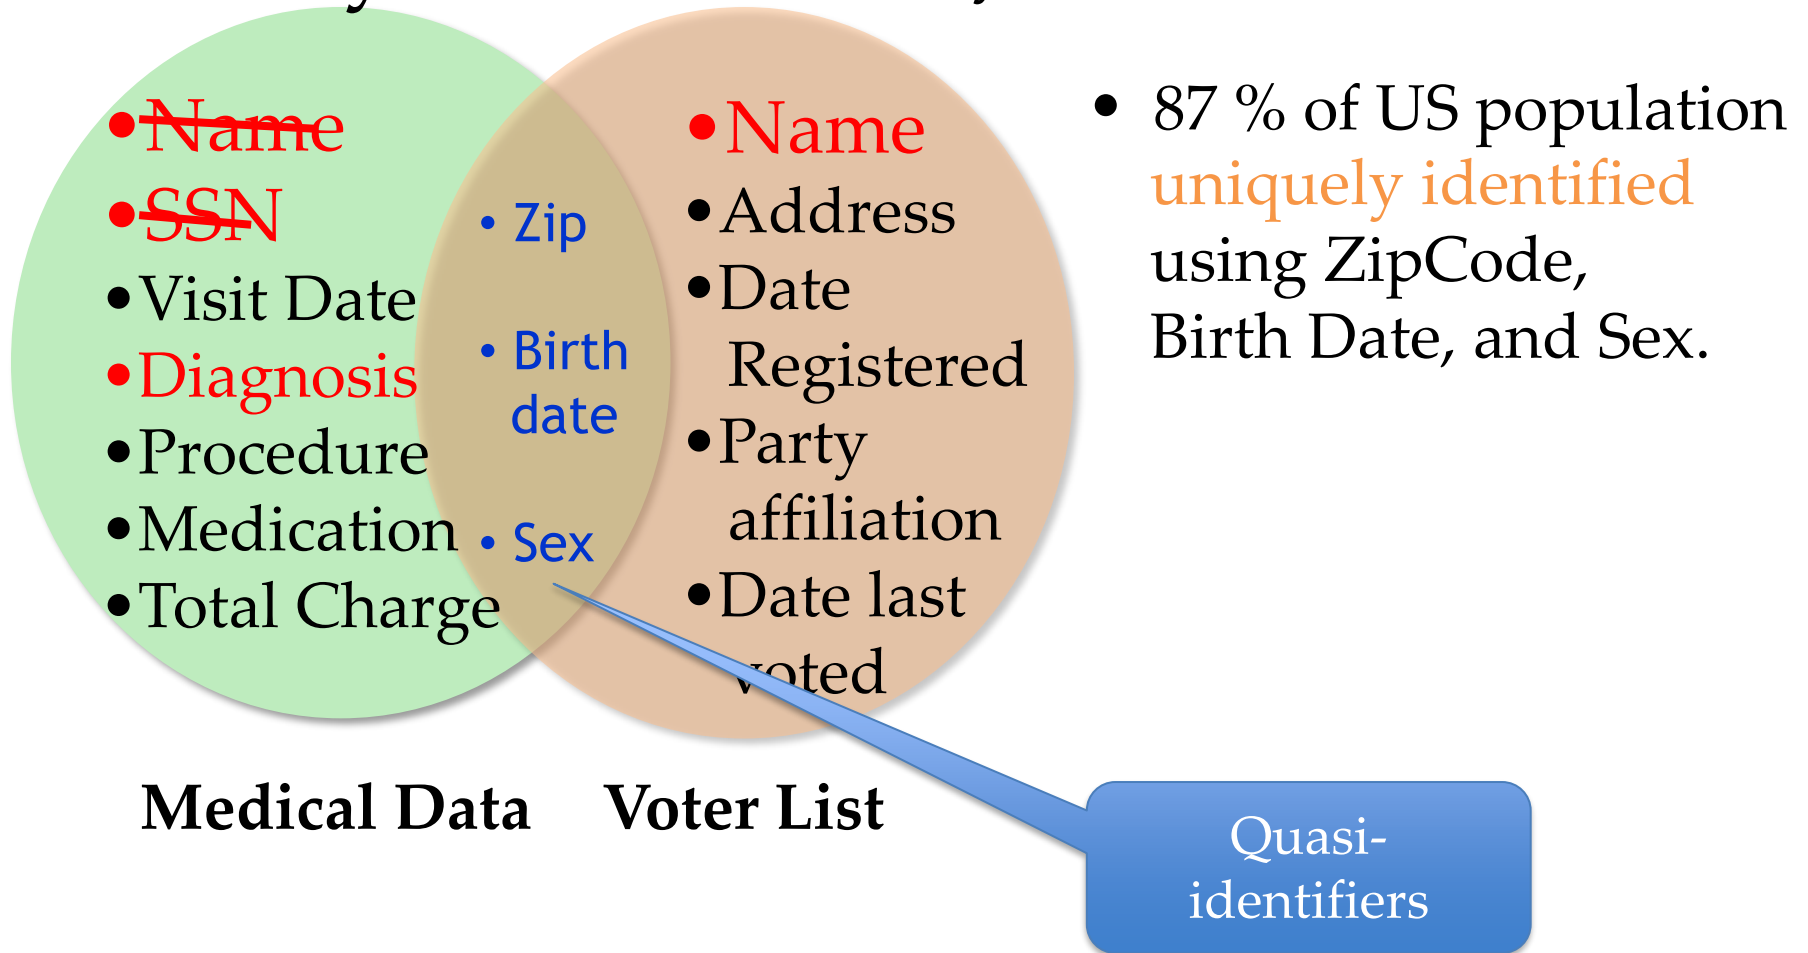 •Name
•SSN
•Visit Date
•Diagnosis
•Procedure
•Medication
•Total Charge
• Zip
• Birth
date
• Sex
•Name
•Address
•Date
Registered
•Party
affiliation
•Date last
voted
• 87 % of US population
uniquely identified
using ZipCode,
Birth Date, and Sex.
Medical Data
Voter List
Quasi-
identifiers